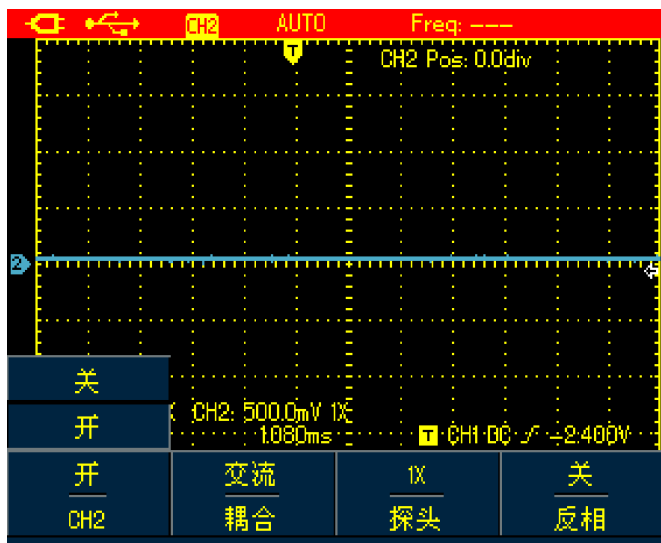 CH2 AUTO Freq: ---
T
CH2 Pos: 0.0div
2
关
开
CH2: 500.0mV 1X
1.080ms T CH1 DC -2.400V
开 交流 1X 关
CH2 耦合 探头 反相